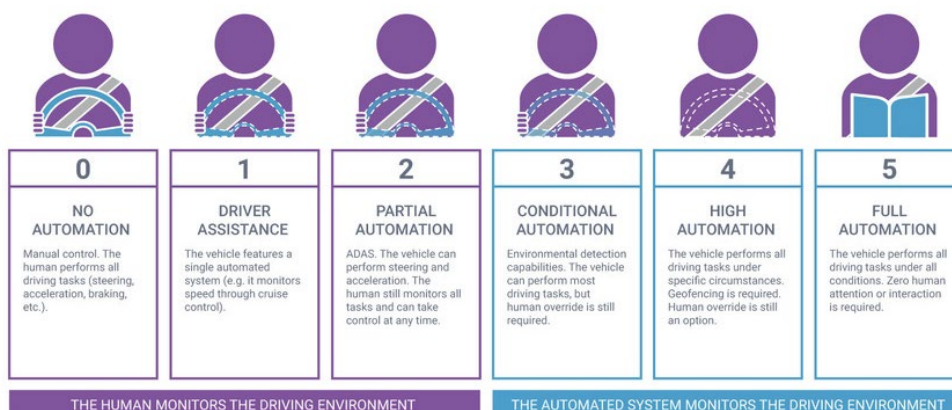 0
NO
AUTOMATION
Manual control. The
human performs all
driving tasks (steering,
acceleration, braking,
etc.).
1
DRIVER
ASSISTANCE
The vehicle features a
single automated
system (e.g. it monitors
speed through cruise
control).
2
PARTIAL
AUTOMATION
ADAS. The vehicle can
perform steering and
acceleration. The
human still monitors all
tasks and can take
control at any time.
3
CONDITIONAL
AUTOMATION
Environmental detection
capabilities. The vehicle
can perform most
driving tasks, but
human override is still
required.
4
HIGH
AUTOMATION
The vehicle performs all
driving tasks under
specific circumstances.
Geofencing is required.
Human override is still
an option.
5
FULL
AUTOMATION
The vehicle performs all
driving tasks under all
conditions. Zero human
attention or interaction
is required.
THE HUMAN MONITORS THE DRIVING ENVIRONMENT
THE AUTOMATED SYSTEM MONITORS THE DRIVING ENVIRONMENT